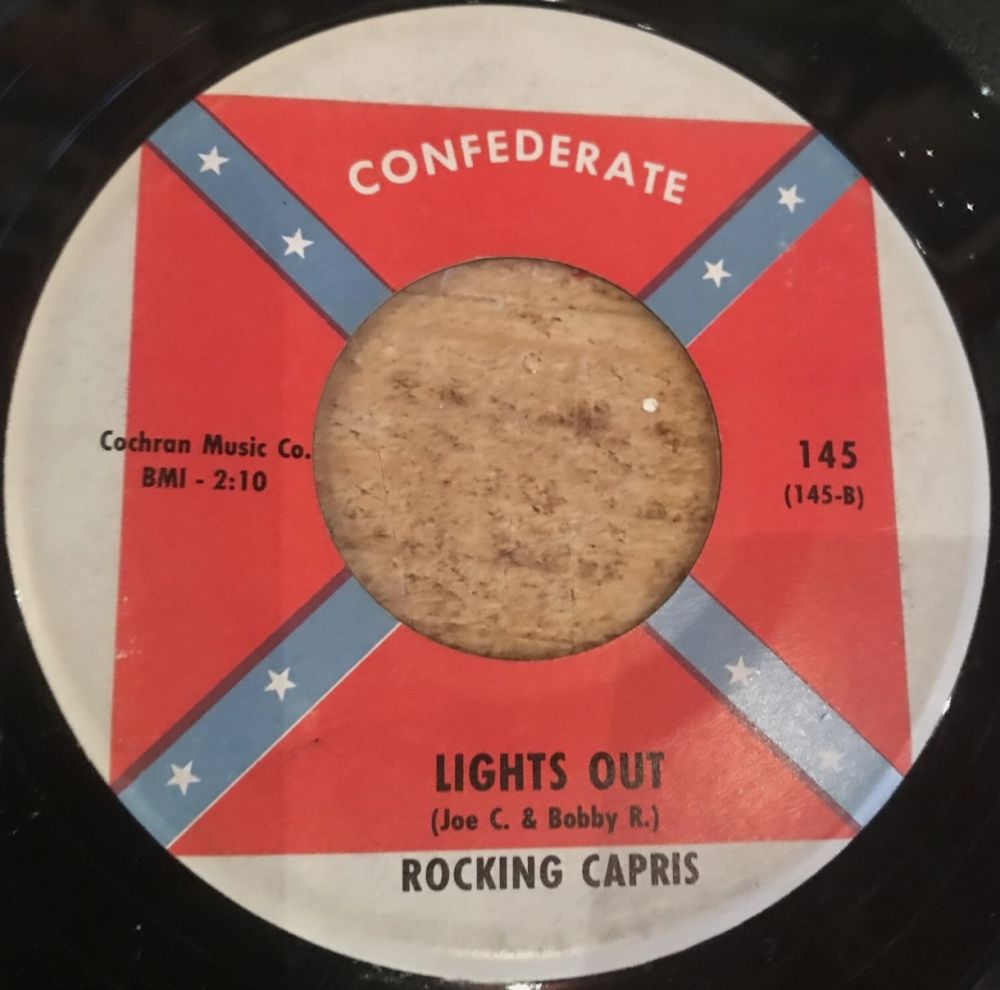 CONFEDERATE
Cochran Music Co.
BMI - 2:10
145
(145-B)
LIGHTS OUT
(Joe C. & Bobby R.)
ROCKING CAPRIS